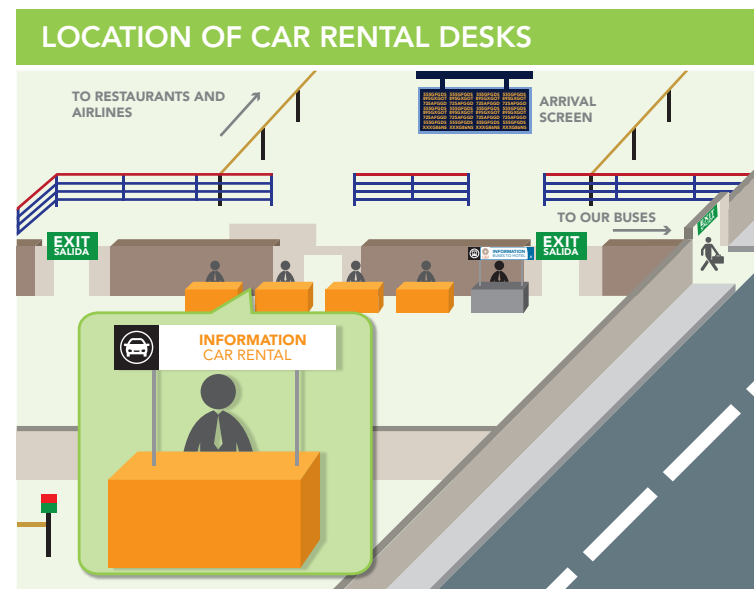 LOCATION OF CAR RENTAL DESKS
TO RESTAURANTS AND
AIRLINES
ARRIVAL
SCREEN
TO OUR BUSES
EXIT
EXIT
SALIDA
INFORMATION
BUSES TO HOTEL
EXIT
SALIDA
INFORMATION
CAR RENTAL